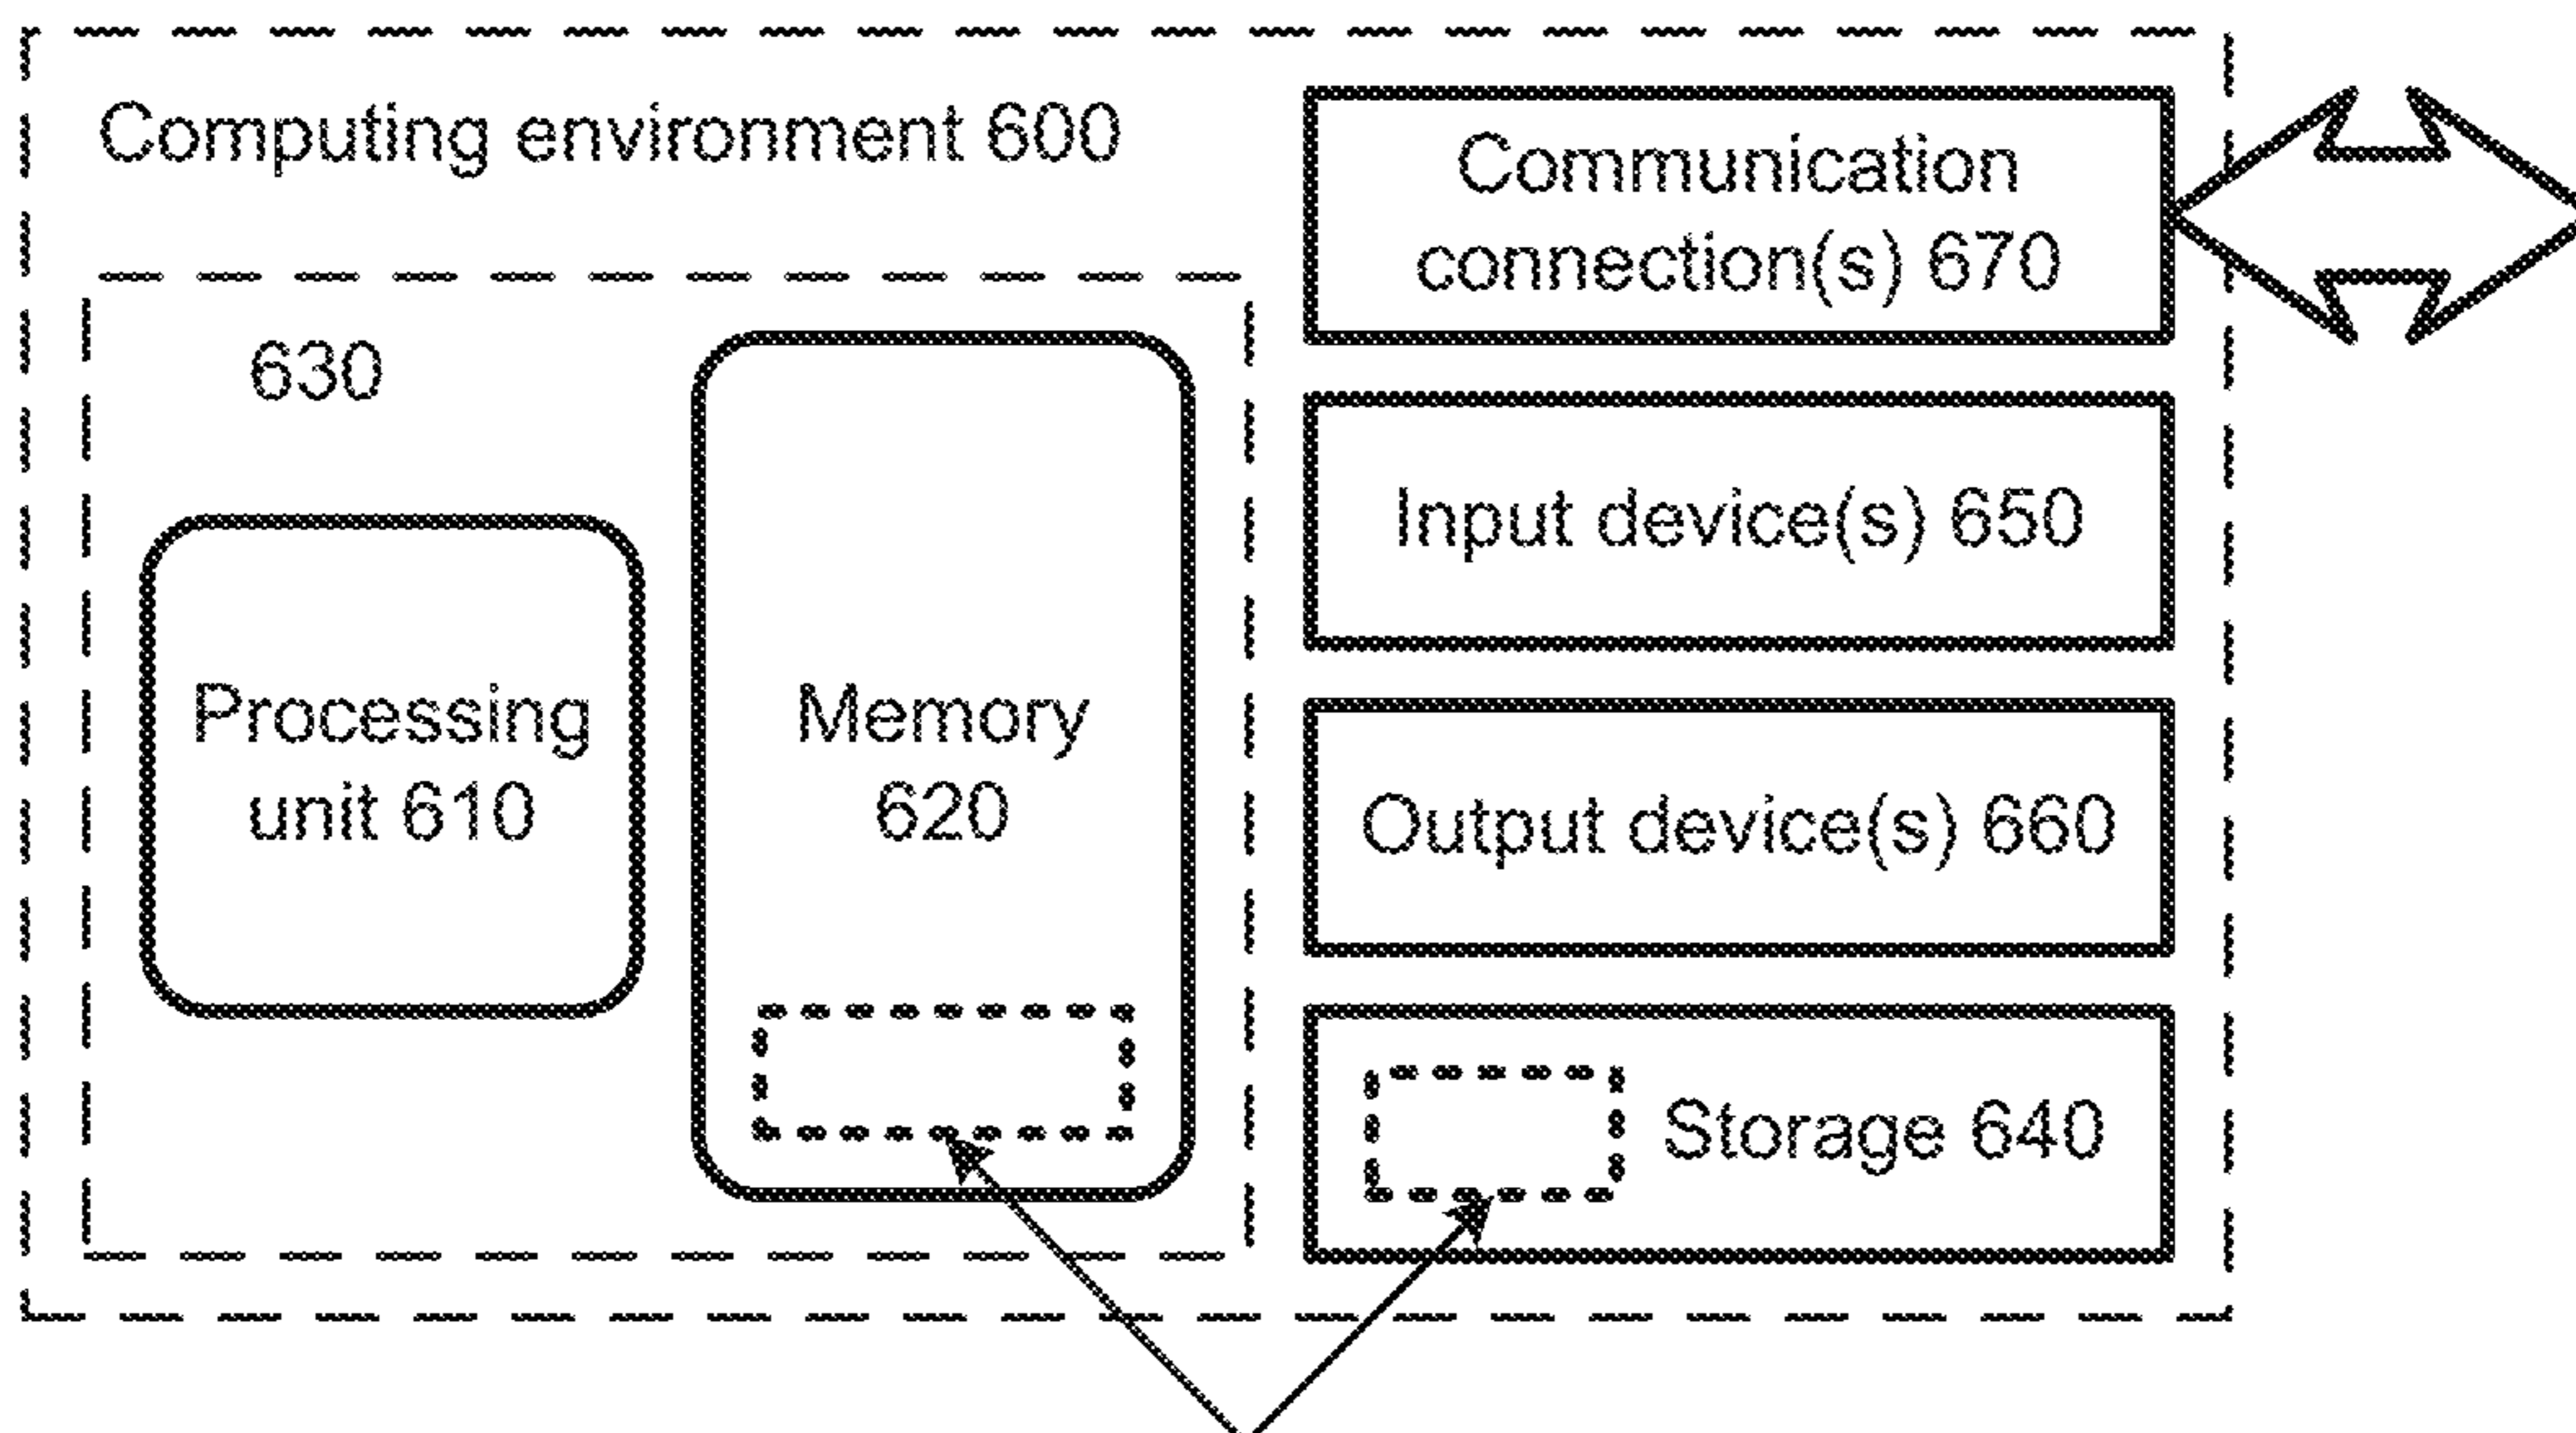 Computing environment 600
Communication
connection(s) 670
630
Input device(s) 650
Processing
unit 610
Memory
620
Output device(s) 660
Storage 640